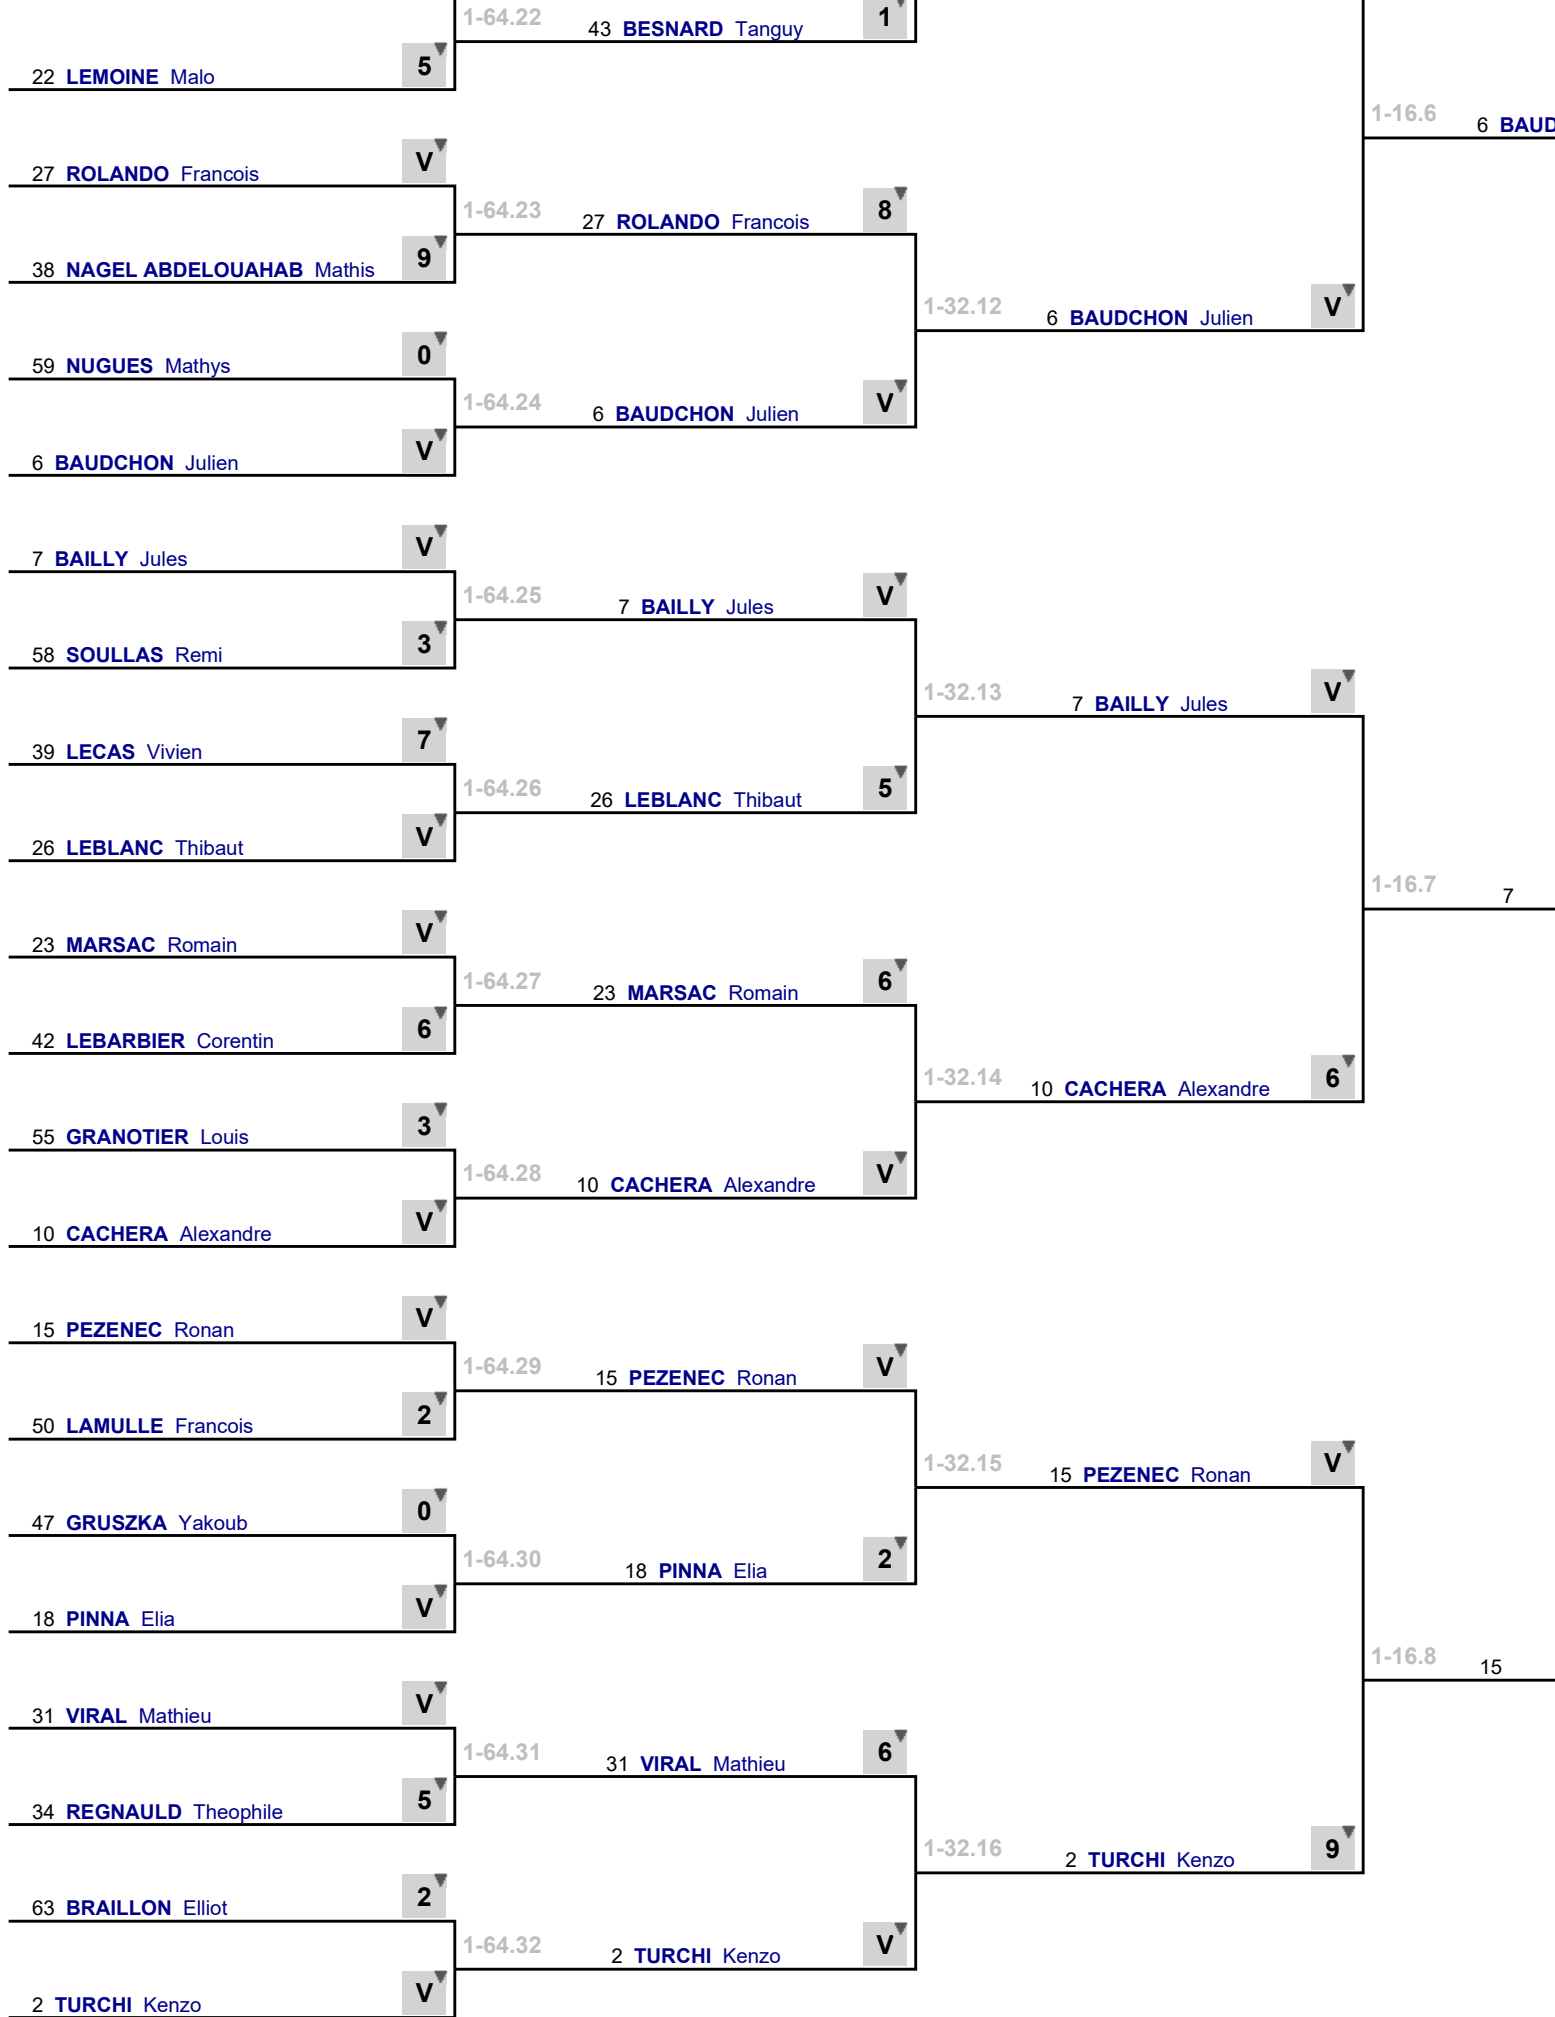 1-64.22
43 BESNARD Tanguy
1
22 LEMOINE Malo
5
1-16.6
6 BAUD
27 ROLANDO Francois
V
1-64.23
27 ROLANDO Francois
8
38 NAGEL ABDELOUAHAB Mathis
9
1-32.12
6 BAUDCHON Julien
V
59 NUGUES Mathys
0
1-64.24
6 BAUDCHON Julien
V
6 BAUDCHON Julien
V
7 BAILLY Jules
V
1-64.25
7 BAILLY Jules
V
58 SOULLAS Remi
3
1-32.13
7 BAILLY Jules
V
39 LECAS Vivien
7
1-64.26
26 LEBLANC Thibaut
5
26 LEBLANC Thibaut
V
1-16.7
7
23 MARSAC Romain
V
1-64.27
23 MARSAC Romain
6
42 LEBARBIER Corentin
6
1-32.14
10 CACHERA Alexandre
6
55 GRANOTIER Louis
3
1-64.28
10 CACHERA Alexandre
V
10 CACHERA Alexandre
V
15 PEZENEC Ronan
V
1-64.29
15 PEZENEC Ronan
V
50 LAMULLE Francois
2
1-32.15
15 PEZENEC Ronan
V
47 GRUSZKA Yakoub
0
1-64.30
18 PINNA Elia
2
18 PINNA Elia
V
1-16.8
15
31 VIRAL Mathieu
V
1-64.31
31 VIRAL Mathieu
6
34 REGNAULD Theophile
5
1-32.16
2 TURCHI Kenzo
9
63 BRAILLON Elliot
2
1-64.32
2 TURCHI Kenzo
V
2 TURCHI Kenzo
V